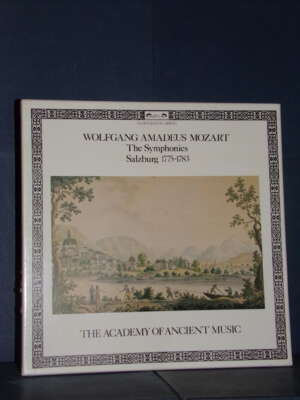 WOLFGANG AMADEUS MOZART
The Symphonies
Salzburg 1775-1783
THE ACADEMY OF ANCIENT MUSIC